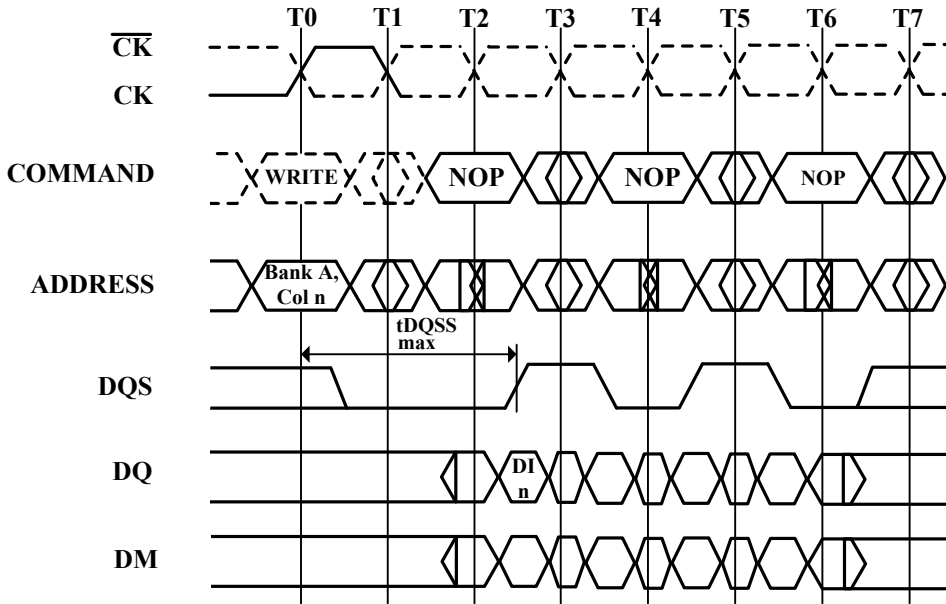 T0 T1 T2 T3 T4 T5 T6 T7
CK
CK
COMMAND
WRITE NOP NOP NOP
ADDRESS
Bank A,
Col n
tDQSS
max
DQS
DQ
DI
n
DM